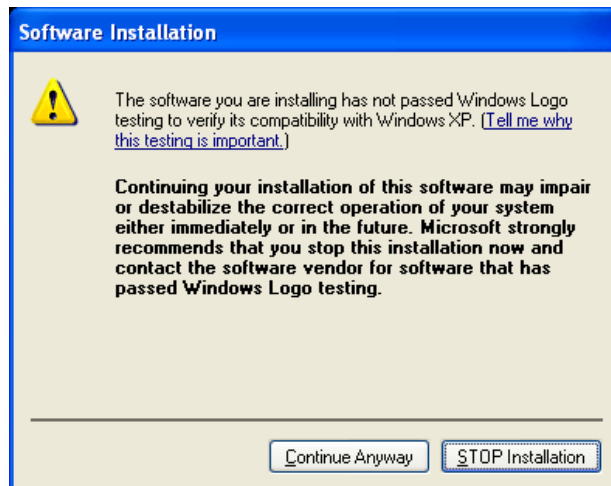 Software Installation
The software you are installing has not passed Windows Logo
testing to verify its compatibility with Windows XP. (Tell me why
this testing is important.)
Continuing your installation of this software may impair
or destabilize the correct operation of your system
either immediately or in the future. Microsoft strongly
recommends that you stop this installation now and
contact the software vendor for software that has
passed Windows Logo testing.
Continue Anyway STOP Installation